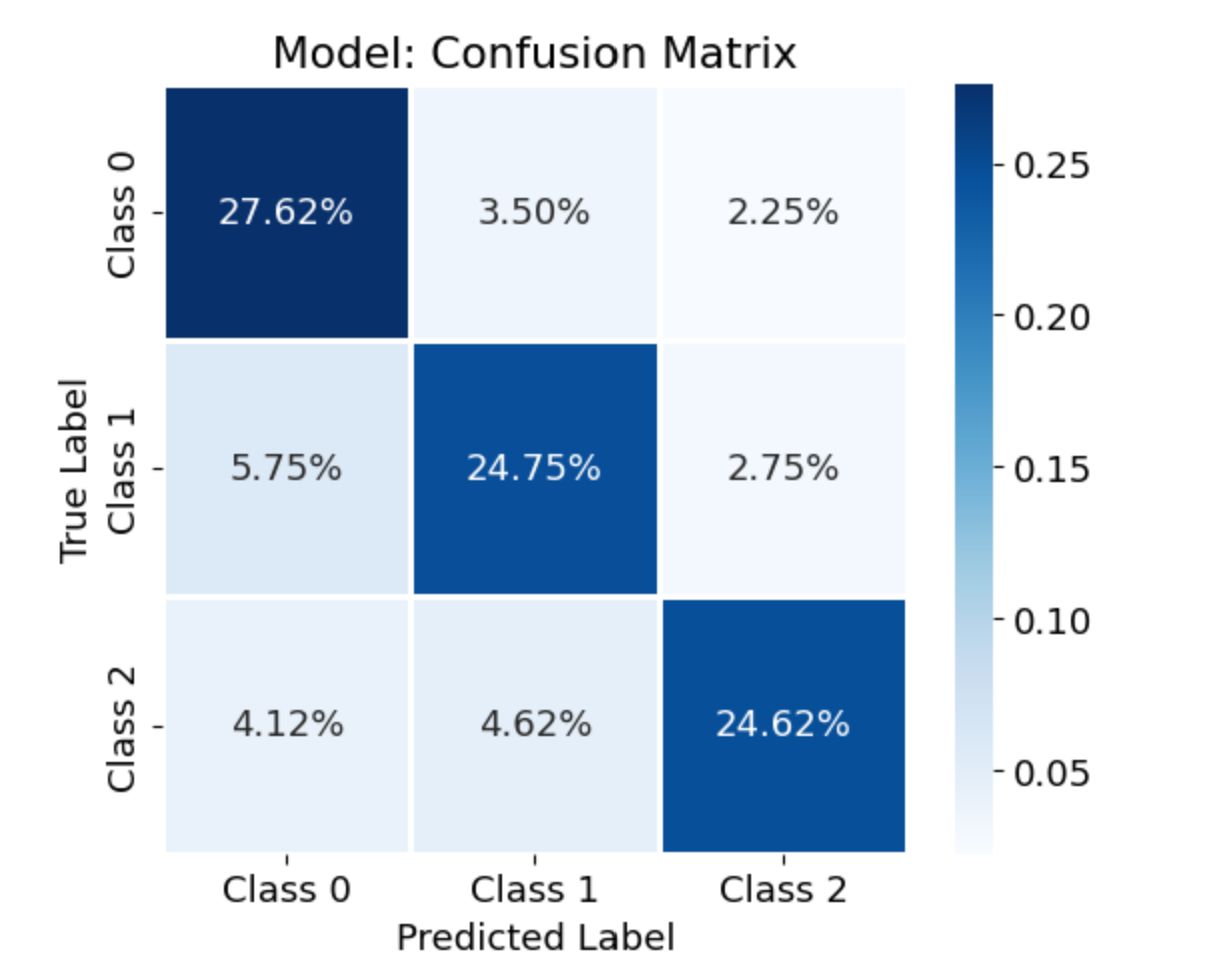 Model: Confusion Matrix
Class 0
27.62% 3.50% 2.25%
True Label
Class 1
5.75% 24.75% 2.75%
Class 2
4.12% 4.62% 24.62%
Class 0 Class 1 Class 2
Predicted Label
0.25
0.20
0.15
0.10
0.05